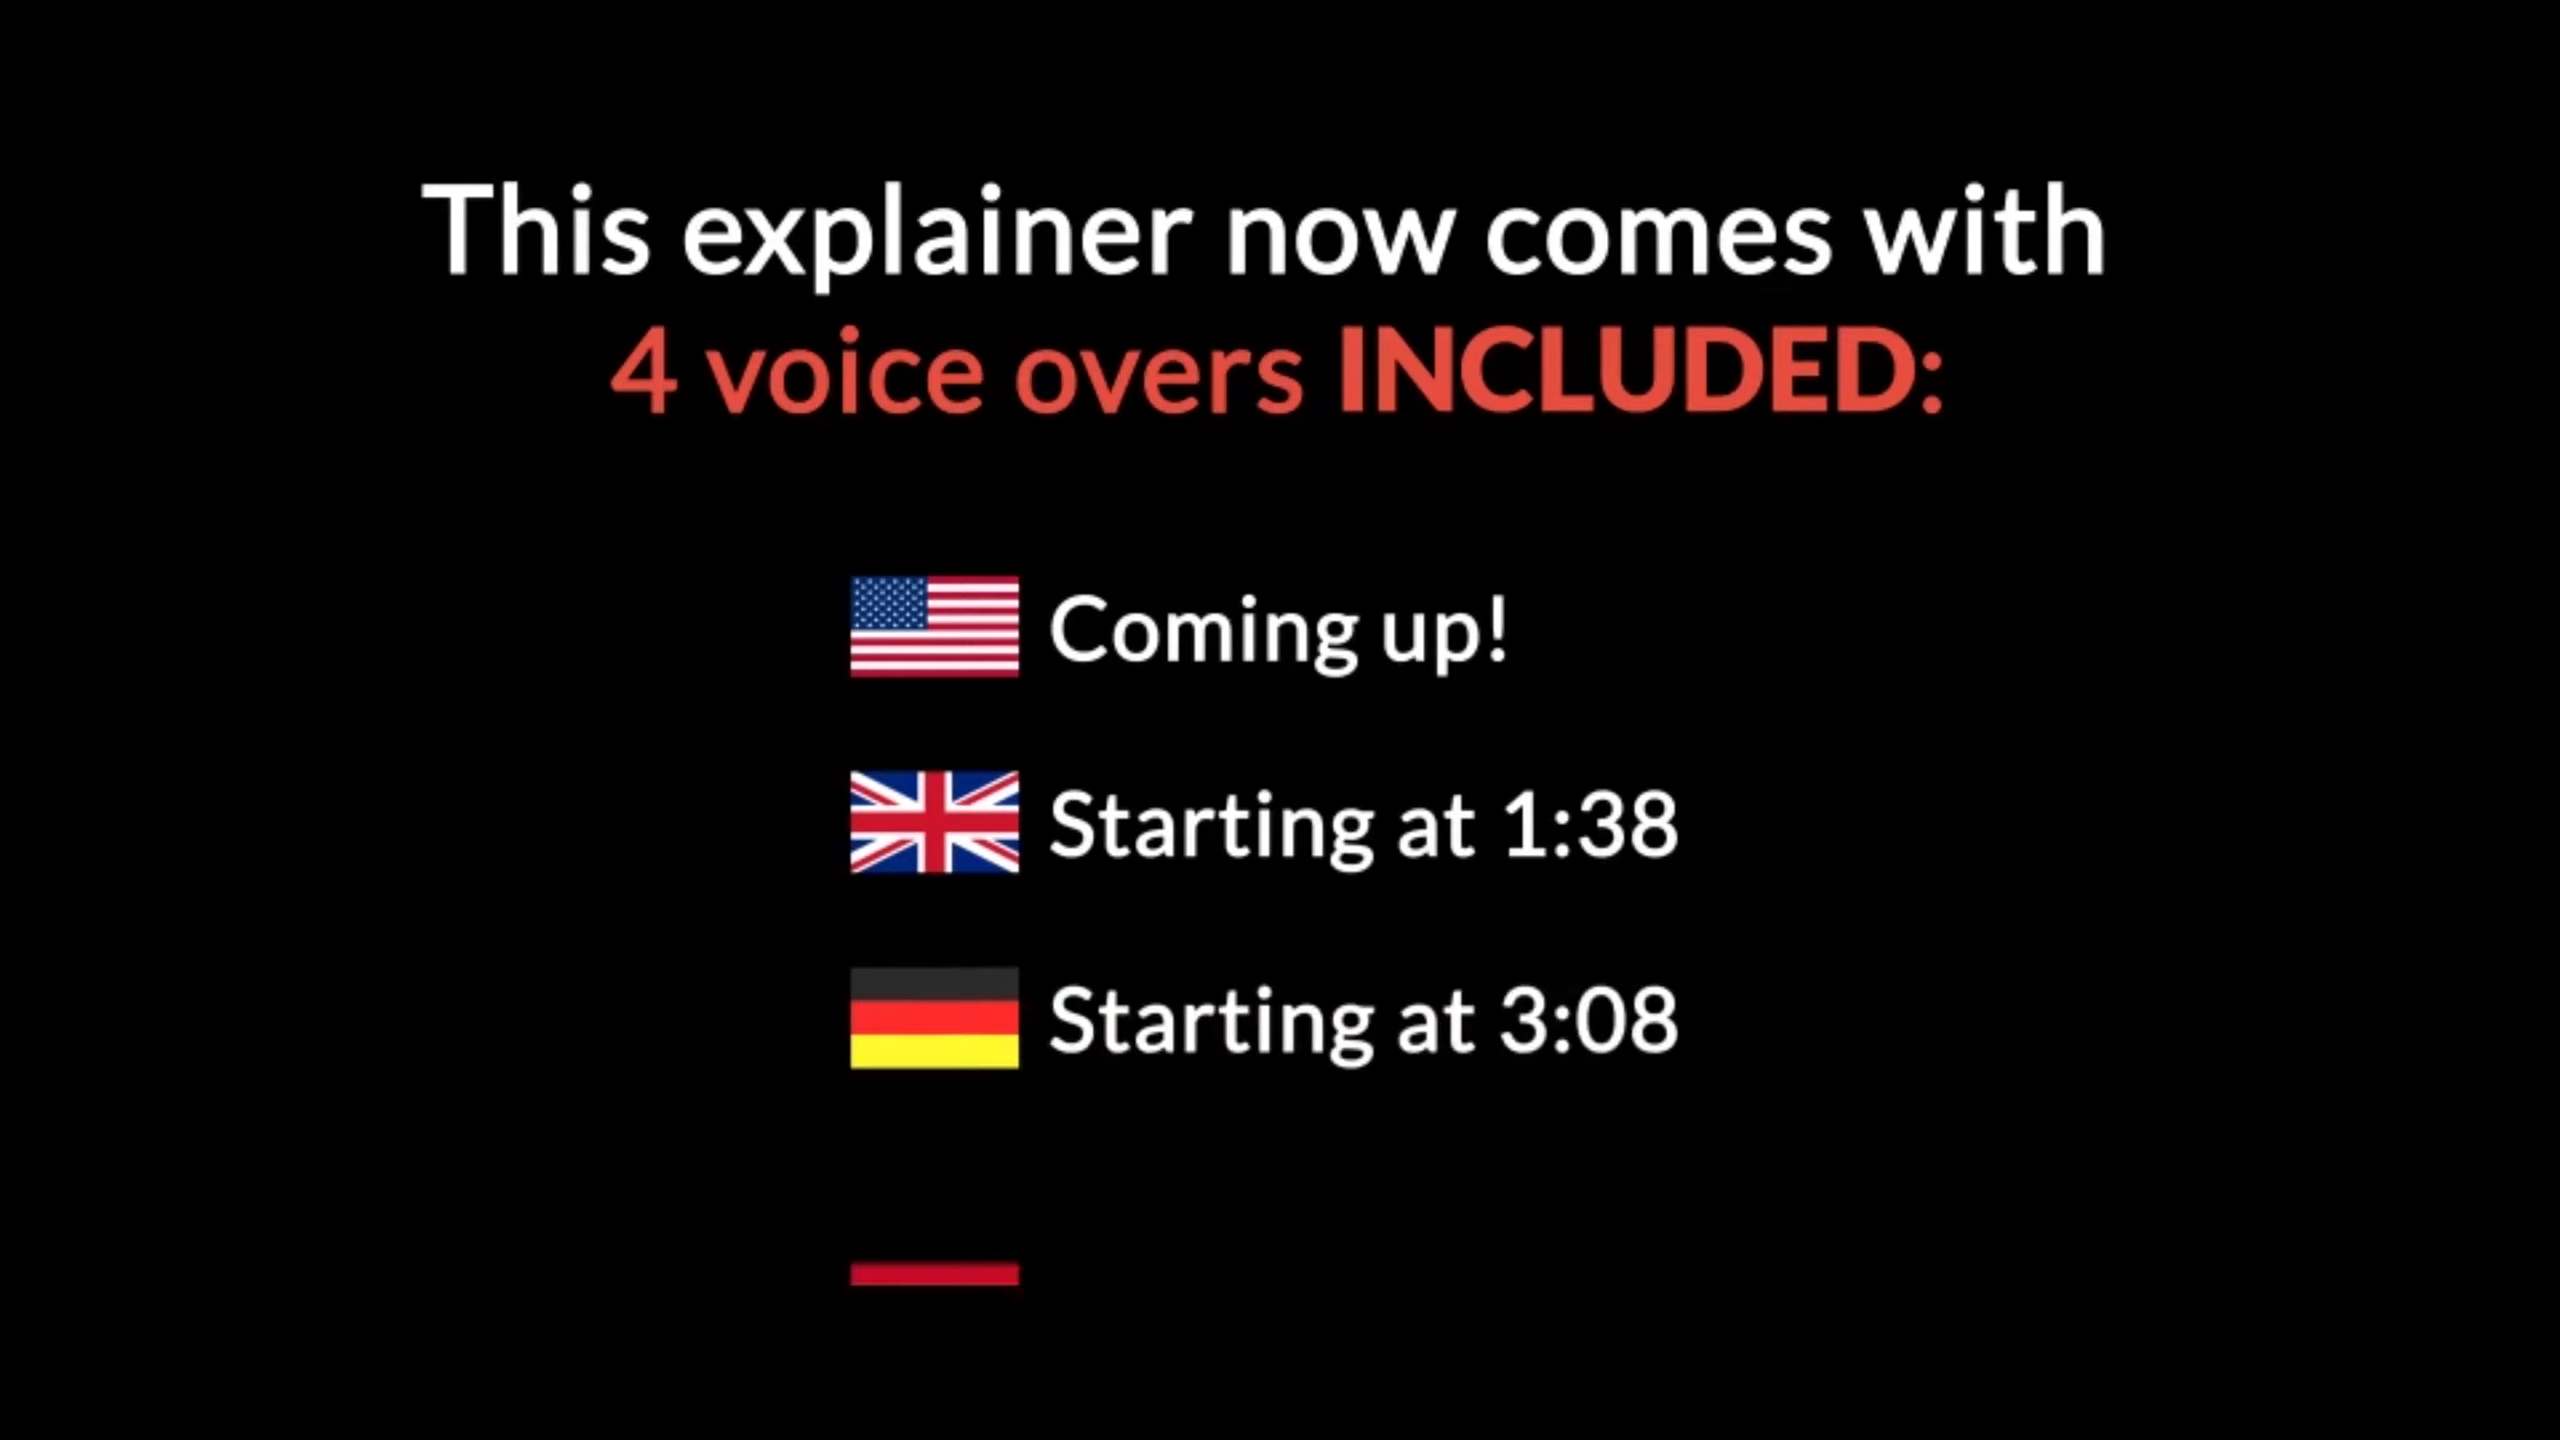 This explainer now comes with
4 voice overs INCLUDED:
Coming up!
Starting at 1:38
Starting at 3:08